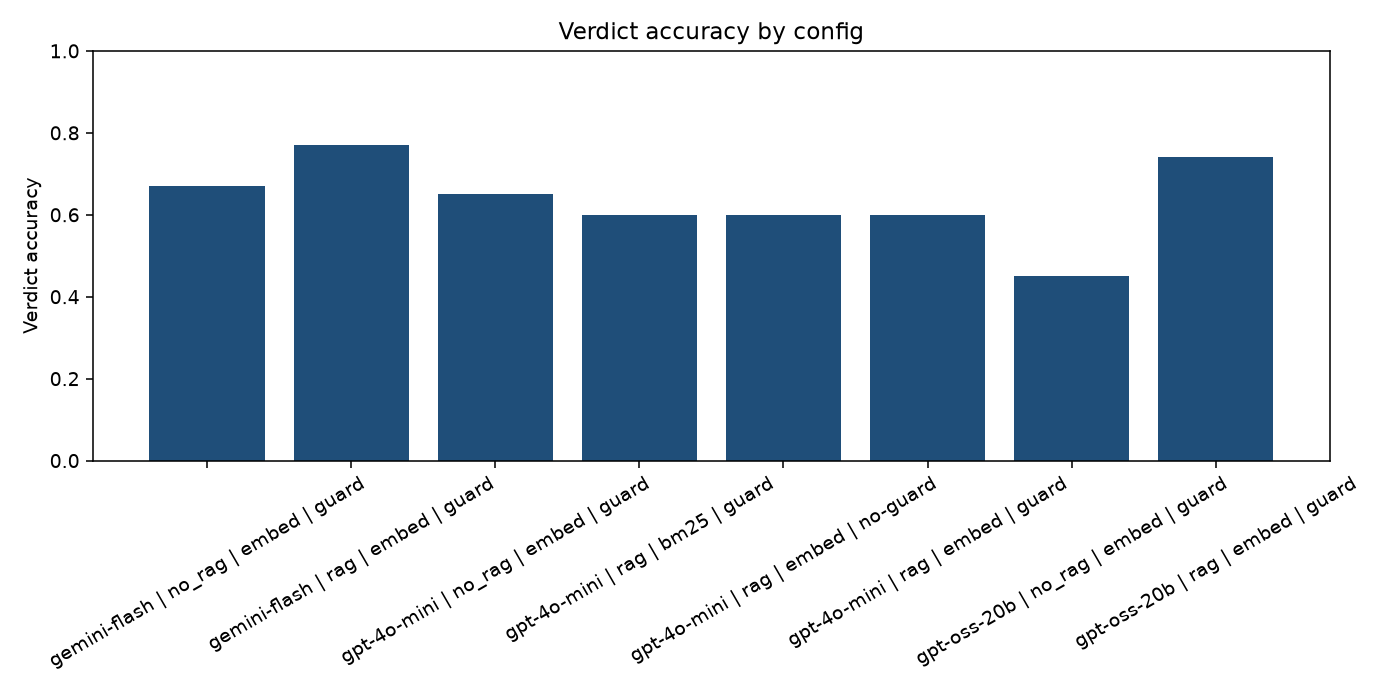 Verdict accuracy by config
1.0
0.8
0.6
0.4
0.2
0.0
Verdict accuracy
gemini-flash | no_rag | embed | guard
gemini-flash | rag | embed | guard
gpt-4o-mini | no_rag | embed | guard
gpt-4o-mini | rag | bm25 | guard
gpt-4o-mini | rag | embed | no-guard
gpt-4o-mini | rag | embed | guard
gpt-oss-20b | no_rag | embed | guard
gpt-oss-20b | rag | embed | guard